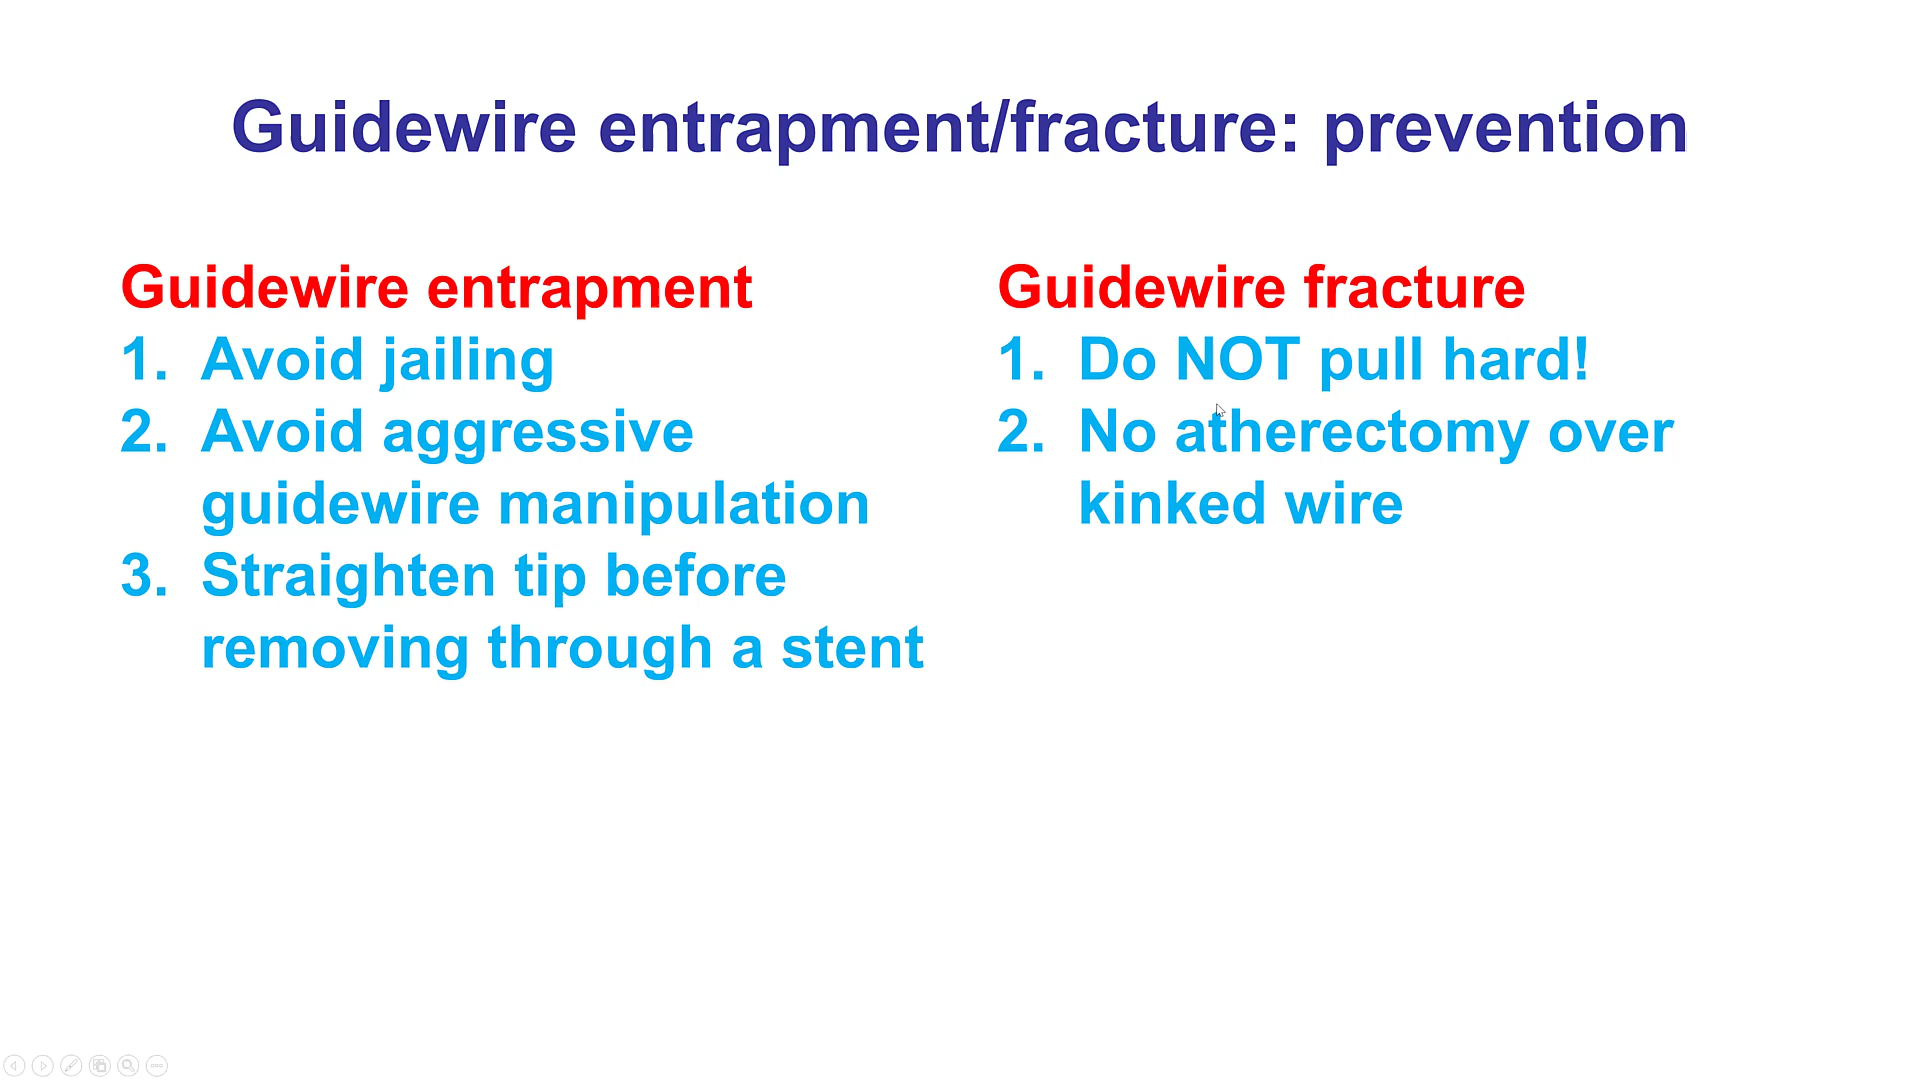 Guidewire entrapment/fracture: prevention
Guidewire entrapment
1. Avoid jailing
2. Avoid aggressive
guidewire manipulation
3. Straighten tip before
removing through a stent
Guidewire fracture
1. Do NOT pull hard!
2. No atherectomy over
kinked wire